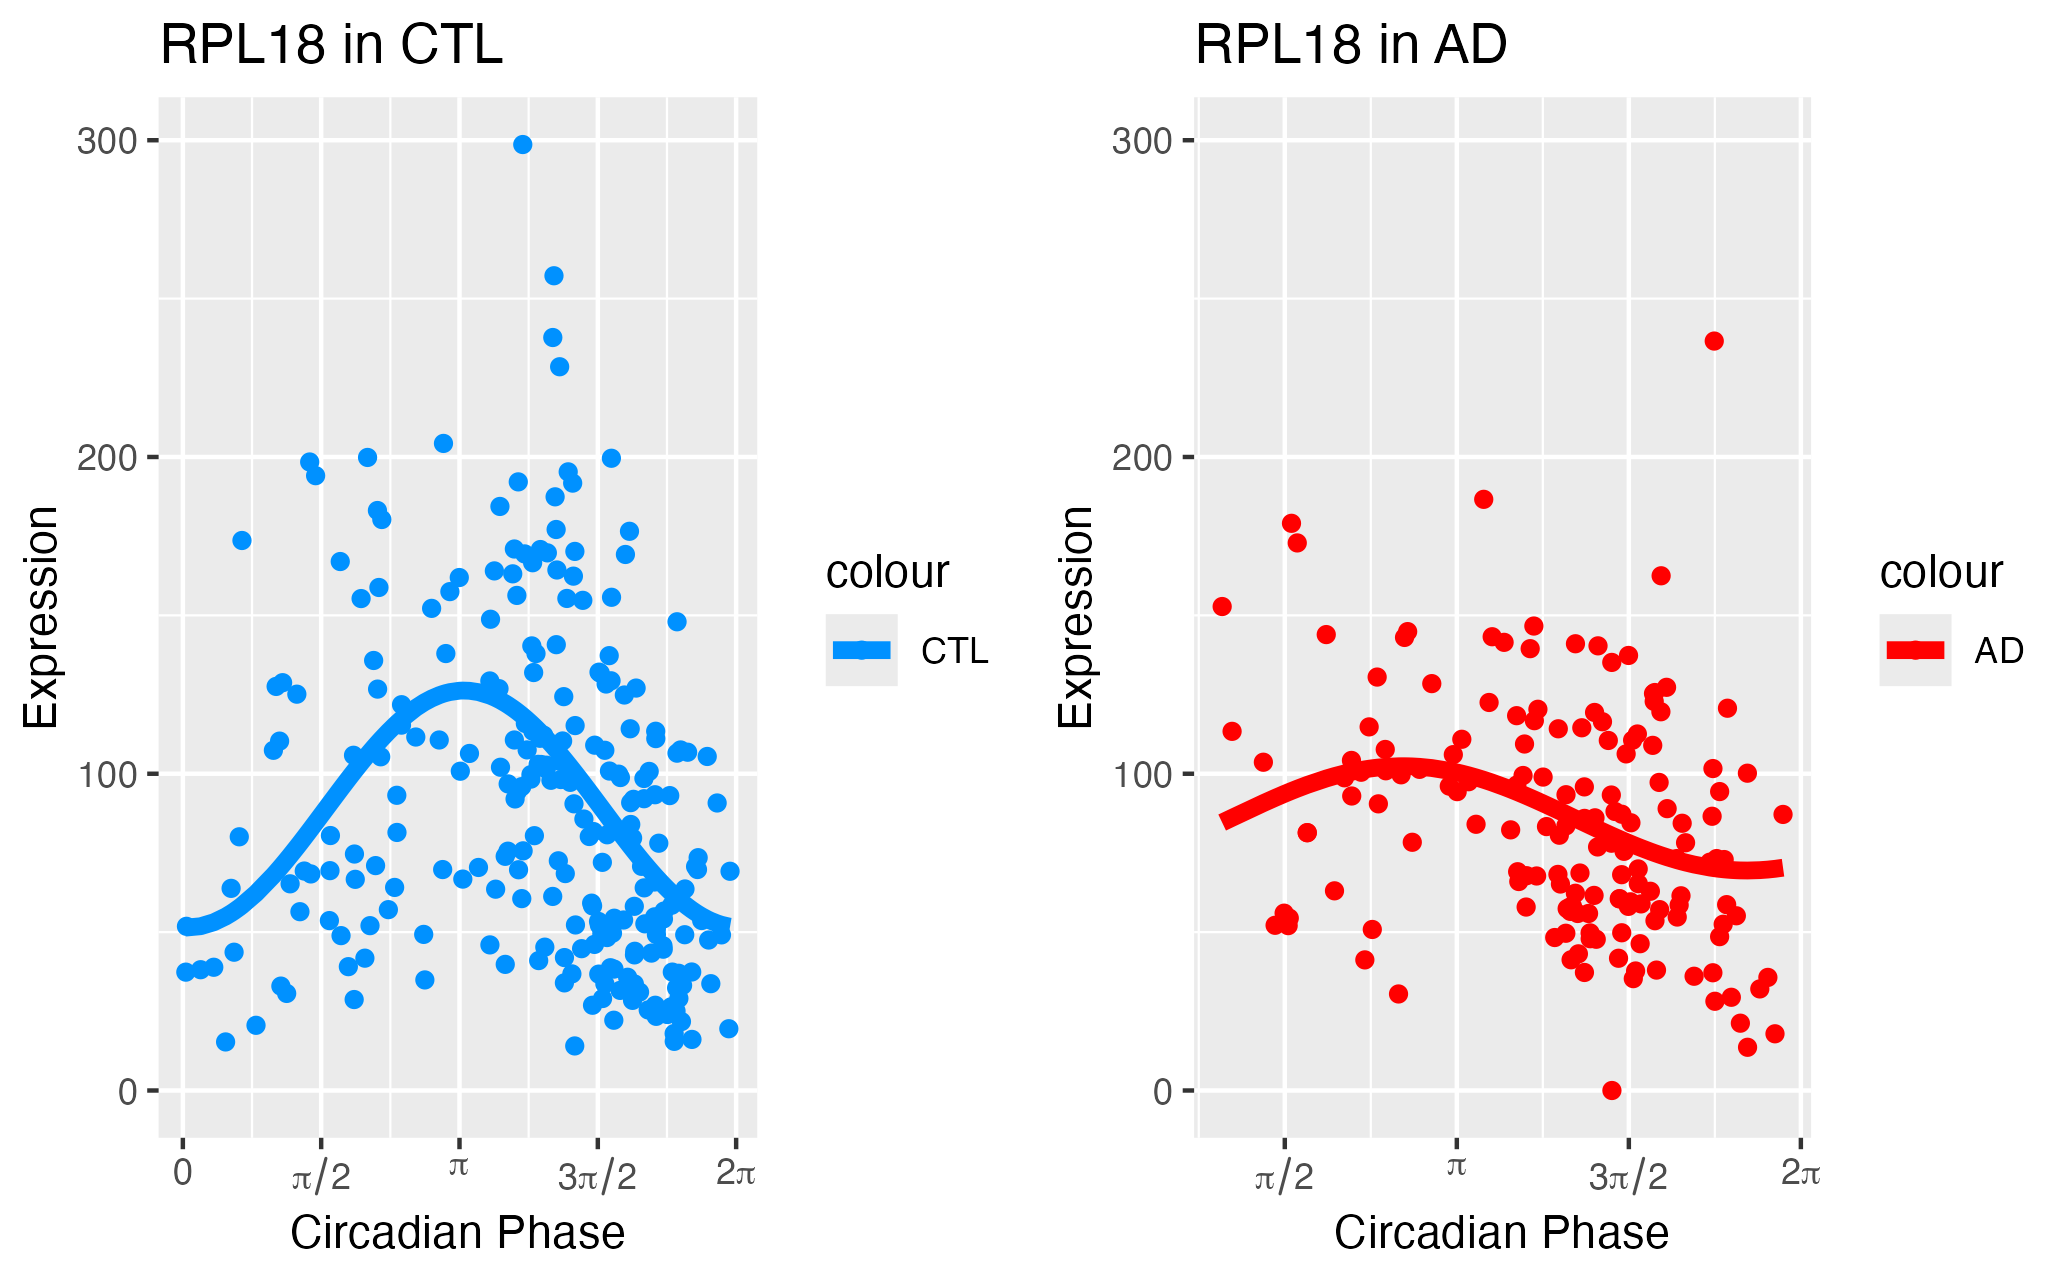 RPL18 in CTL
Expression
300
200
100
0
0
π/2
π
3π/2
2π
Circadian Phase
colour
CTL
RPL18 in AD
Expression
300
200
100
0
π/2
π
3π/2
2π
Circadian Phase
colour
AD